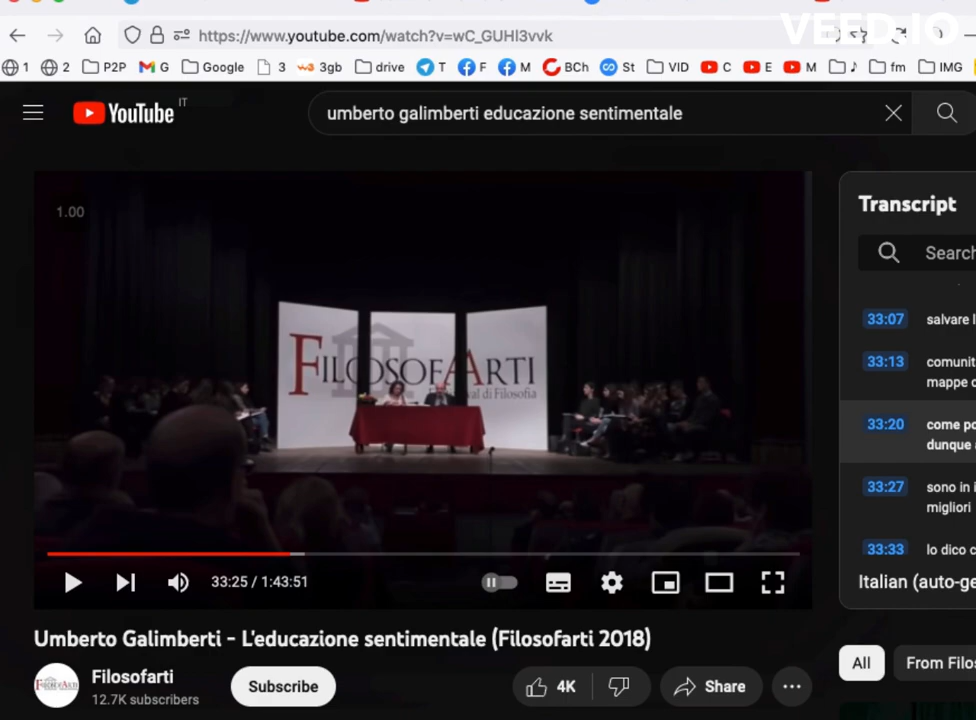 VEED.IO
https://www.youtube.com/watch?v=wC_GUHI3vvk
1 2 P2P G Google 3 3gb drive T F M BCh St VID C E M fm IMG
YouTube IT
umberto galimberti educazione sentimentale
1.00
FILOSOFARTI
val di Filosofia
Transcript
Search
33:07 salvare
33:13 comunit
mappe
33:20 come po
dunque
33:27 sono in i
migliori
33:33 lo dico
Italian (auto-ge
33:25 / 1:43:51
Umberto Galimberti - L'educazione sentimentale (Filosofarti 2018)
FILOSOFARTI
Filosofarti
12.7K subscribers
Subscribe
4K
Share
All
From Filos